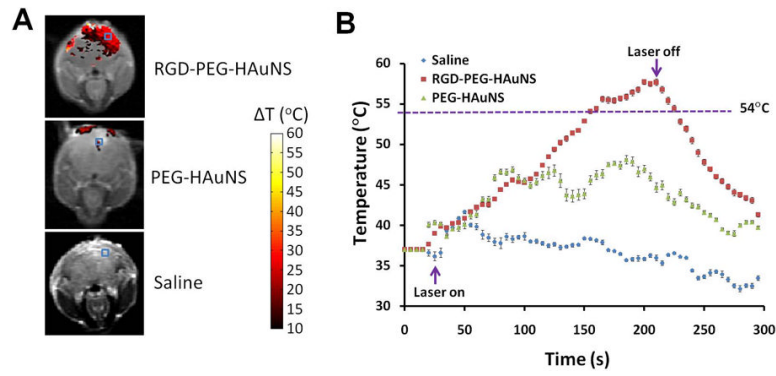 A
RGD-PEG-HAuNS
PEG-HAuNS
Saline
ΔT (°C)
60
55
50
45
40
35
30
25
20
15
10
B
Saline
RGD-PEG-HAuNS
PEG-HAuNS
Laser off
54°C
Laser on
Temperature (°C)
60
55
50
45
40
35
30
0 50 100 150 200 250 300
Time (s)